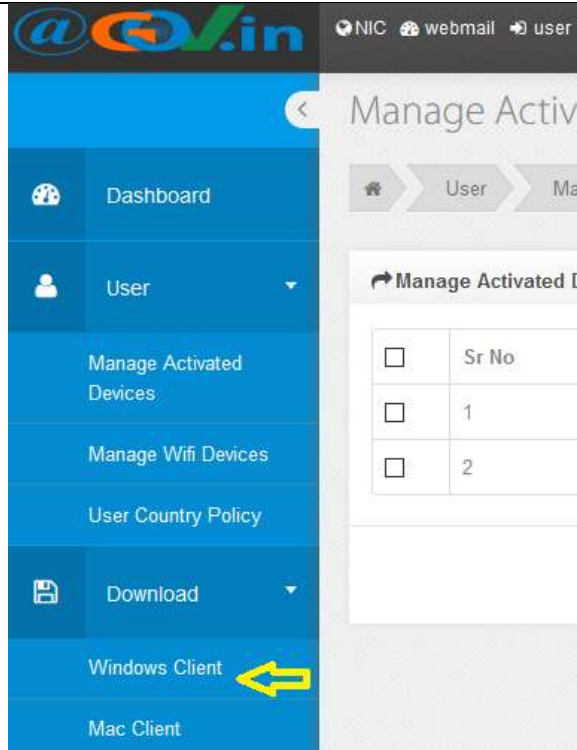 @GOV.in
NIC webmail user
Manage Activ
Dashboard
User Ma
User
Manage Activated D
Manage Activated
Devices
Sr No
1
Manage Wifi Devices
2
User Country Policy
Download
Windows Client
Mac Client